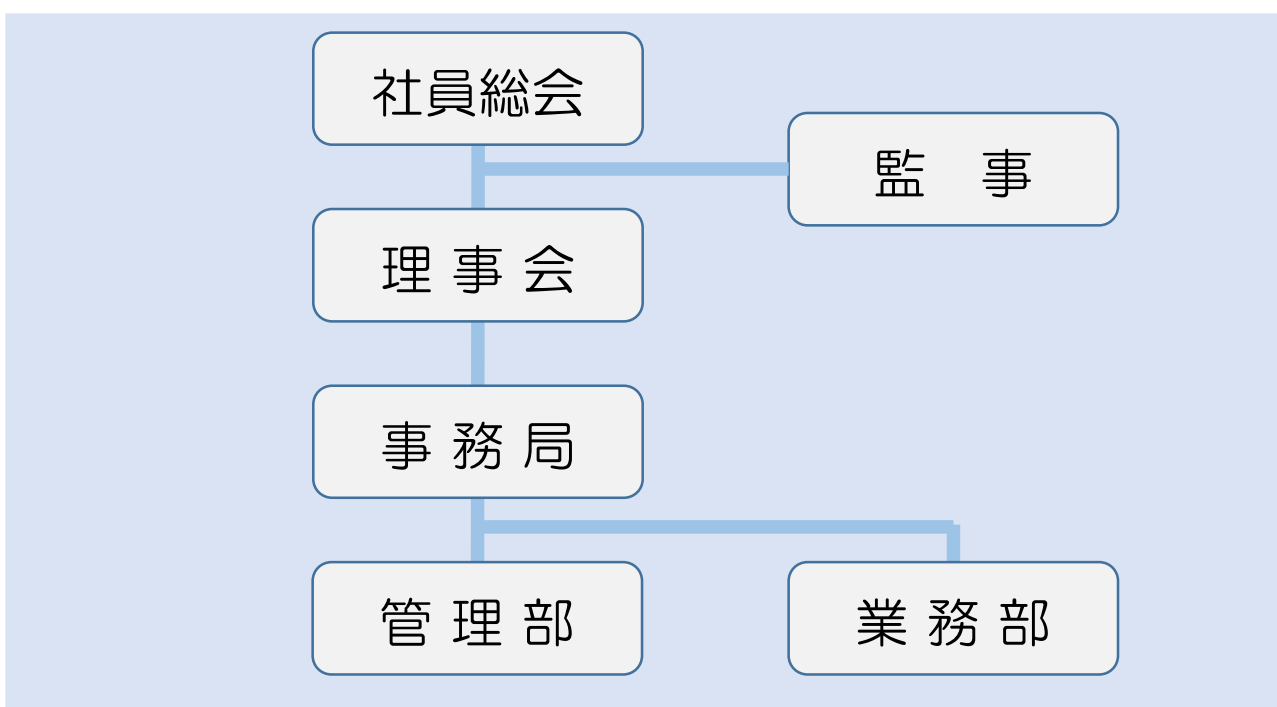 社員総会
監　事
理 事 会
事 務 局
管 理 部
業 務 部